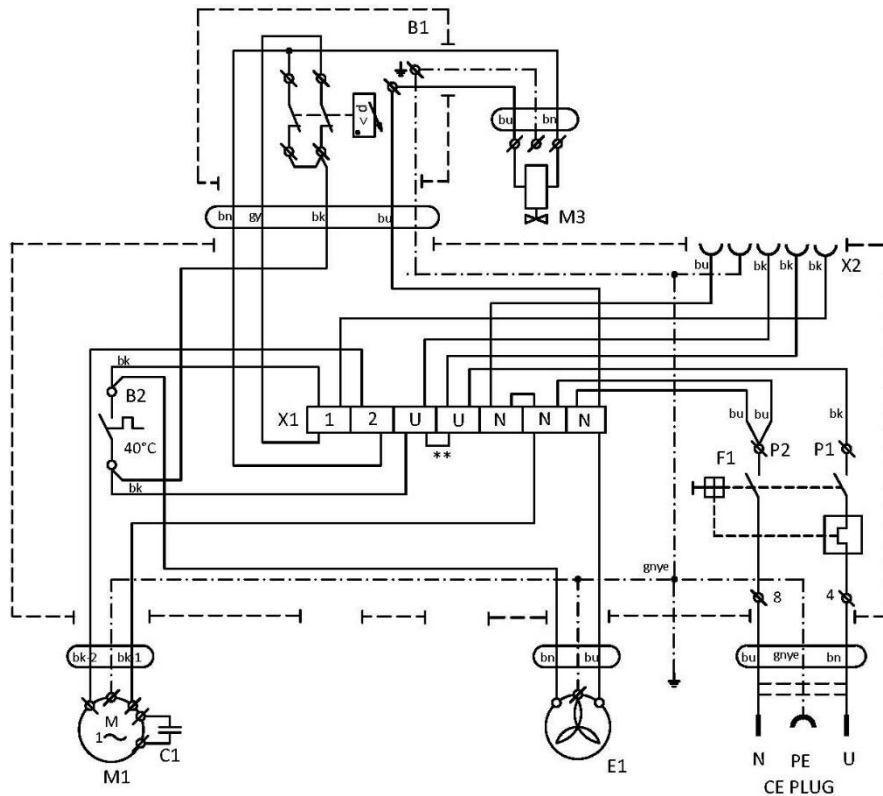 B1
< p
bu bn
M3
bn gy bk bu
bu bk bk bk X2
bk
B2
40°C
bk
X1 1 2 U U N N N
**
bu bu bk
F1 P2 P1
gnye
8 4
bk-2 bk-1
bn bu
bu gnye bn
M
1
C1
M1
E1
N PE U
CE PLUG